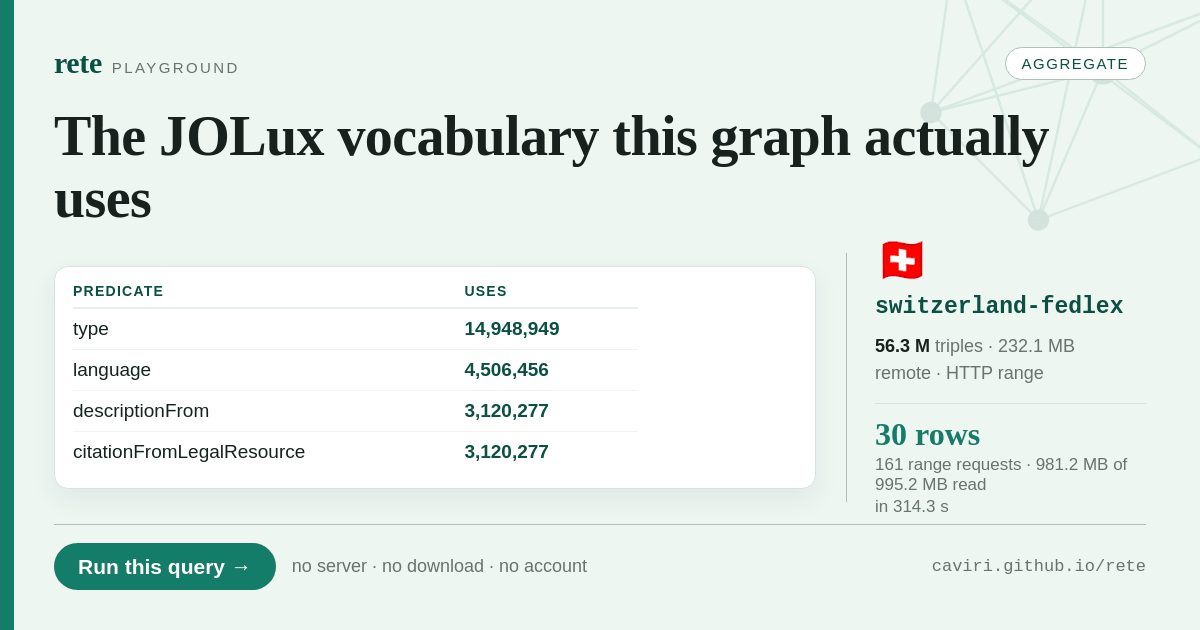 rete PLAYGROUND
AGGREGATE
The JOLux vocabulary this graph actually
uses
PREDICATE USES
type 14,948,949
language 4,506,456
descriptionFrom 3,120,277
citationFromLegalResource 3,120,277
switzerland-fedlex
56.3 M triples · 232.1 MB
remote · HTTP range
30 rows
161 range requests · 981.2 MB of
995.2 MB read
in 314.3 s
Run this query → no server · no download · no account
caviri.github.io/rete